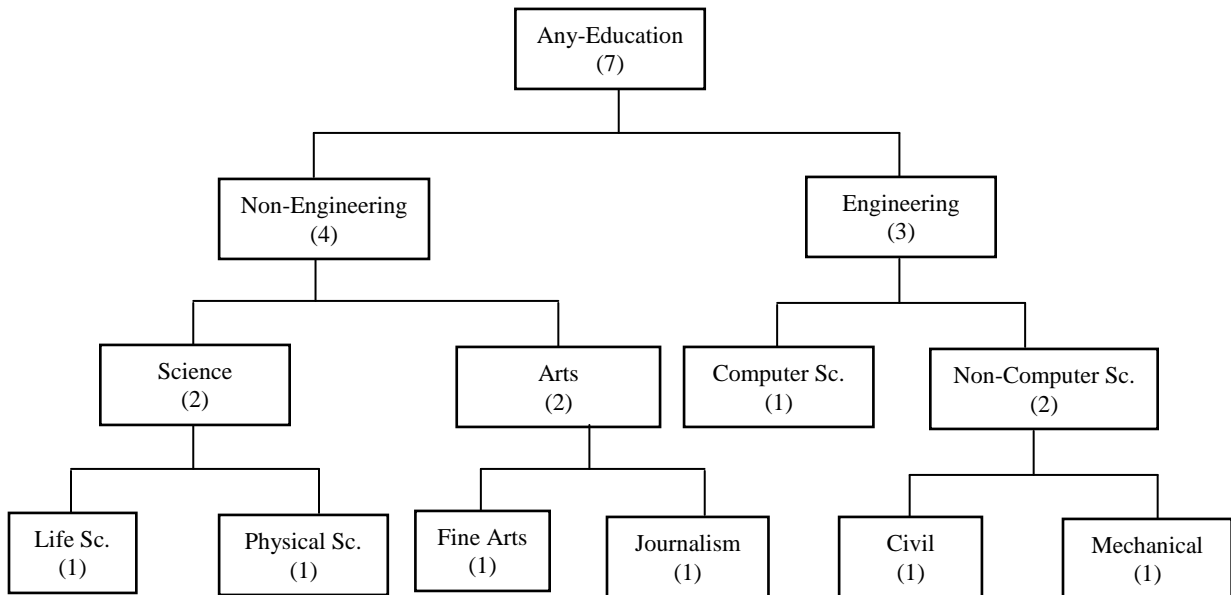 Any-Education
(7)
Non-Engineering
(4)
Engineering
(3)
Science
(2)
Arts
(2)
Computer Sc.
(1)
Non-Computer Sc.
(2)
Life Sc.
(1)
Physical Sc.
(1)
Fine Arts
(1)
Journalism
(1)
Civil
(1)
Mechanical
(1)